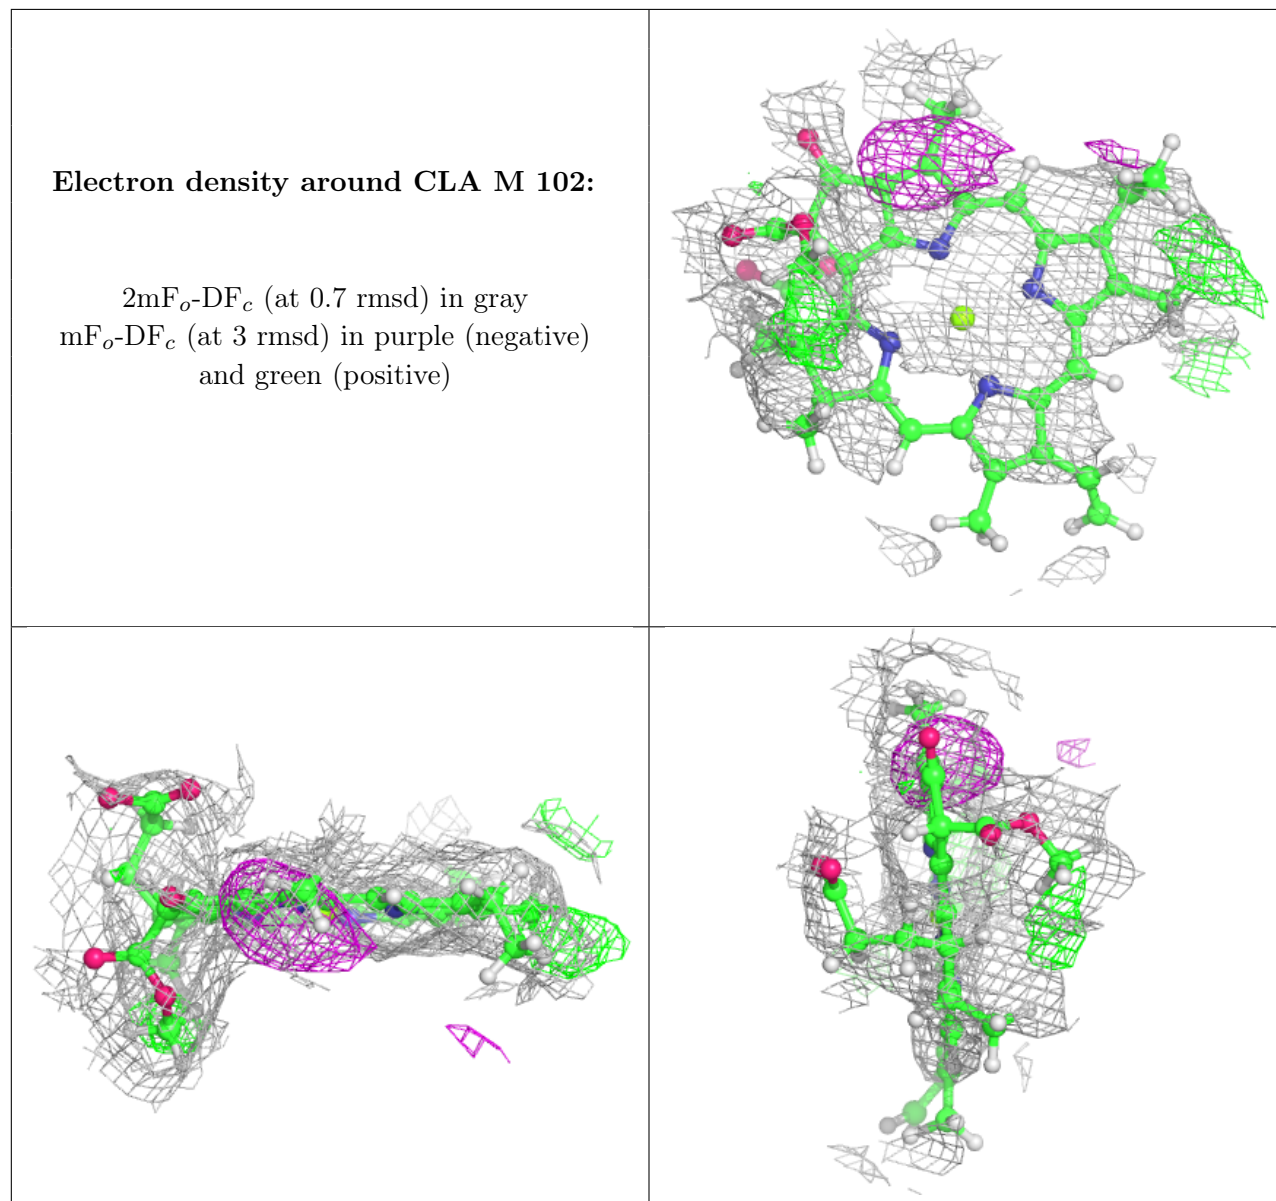 Electron density around CLA M 102:
2mFo-DFc (at 0.7 rmsd) in gray
mFo-DFc (at 3 rmsd) in purple (negative)
and green (positive)